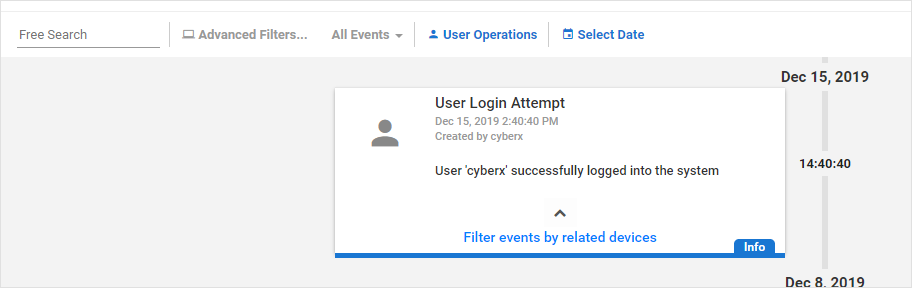 Free Search
Advanced Filters...
All Events
User Operations
Select Date
Dec 15, 2019
User Login Attempt
Dec 15, 2019 2:40:40 PM
Created by cyberx
14:40:40
User 'cyberx' successfully logged into the system
Filter events by related devices
Info
Dec 8, 2019